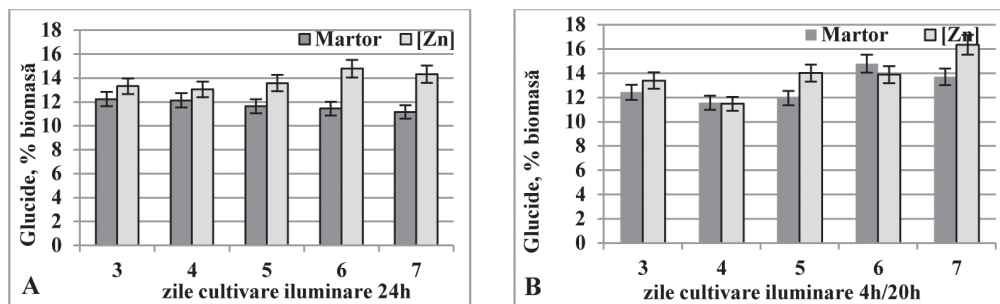 Martor [Zn]
Glucide, % biomasă
18
16
14
12
10
8
6
4
2
0
3 4 5 6 7
A zile cultivare iluminare 24h
Martor [Zn]
Glucide, % biomasă
18
16
14
12
10
8
6
4
2
0
3 4 5 6 7
B zile cultivare iluminare 4h/20h